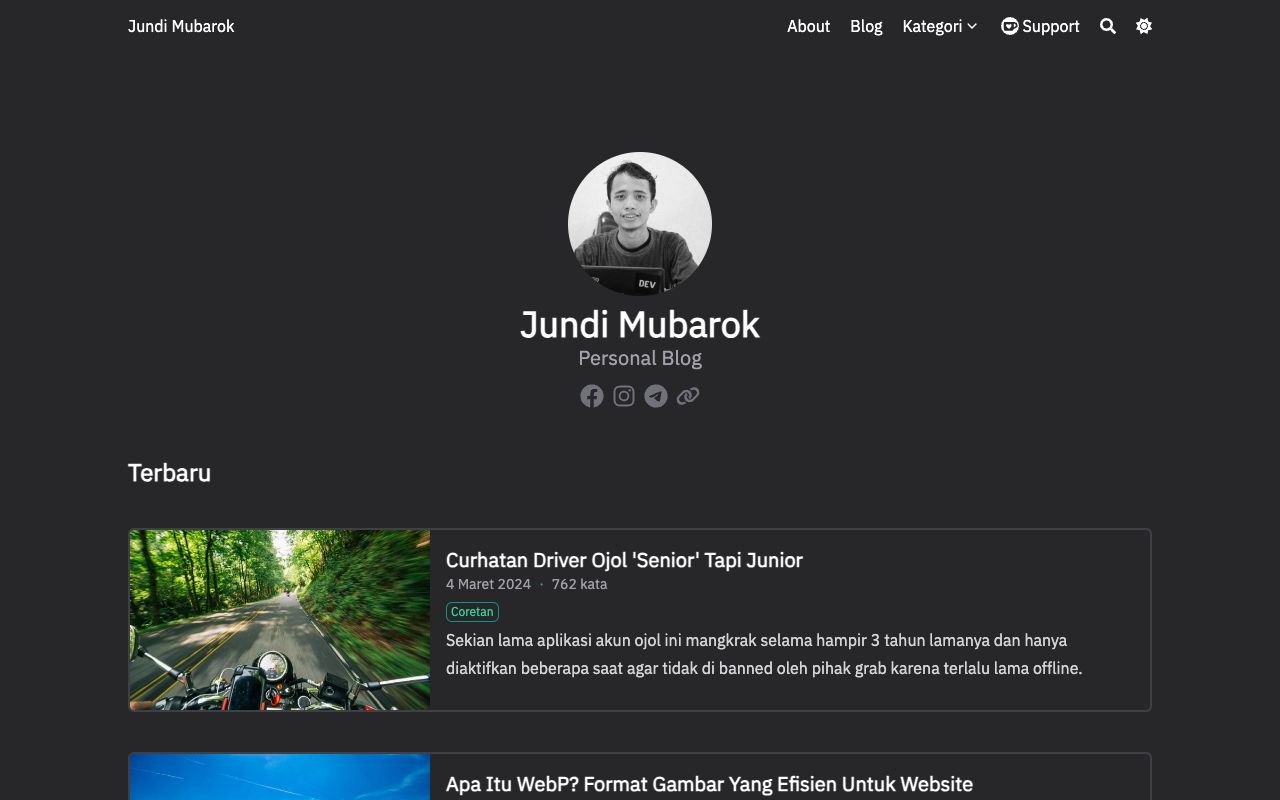 Jundi Mubarok
About
Blog
Kategori
Support
DEV
Jundi Mubarok
Personal Blog
Terbaru
Curhatan Driver Ojol 'Senior' Tapi Junior
4 Maret 2024 · 762 kata
Coretan
Sekian lama aplikasi akun ojol ini mangkrak selama hampir 3 tahun lamanya dan hanya
diaktifkan beberapa saat agar tidak di banned oleh pihak grab karena terlalu lama offline.
Apa Itu WebP? Format Gambar Yang Efisien Untuk Website